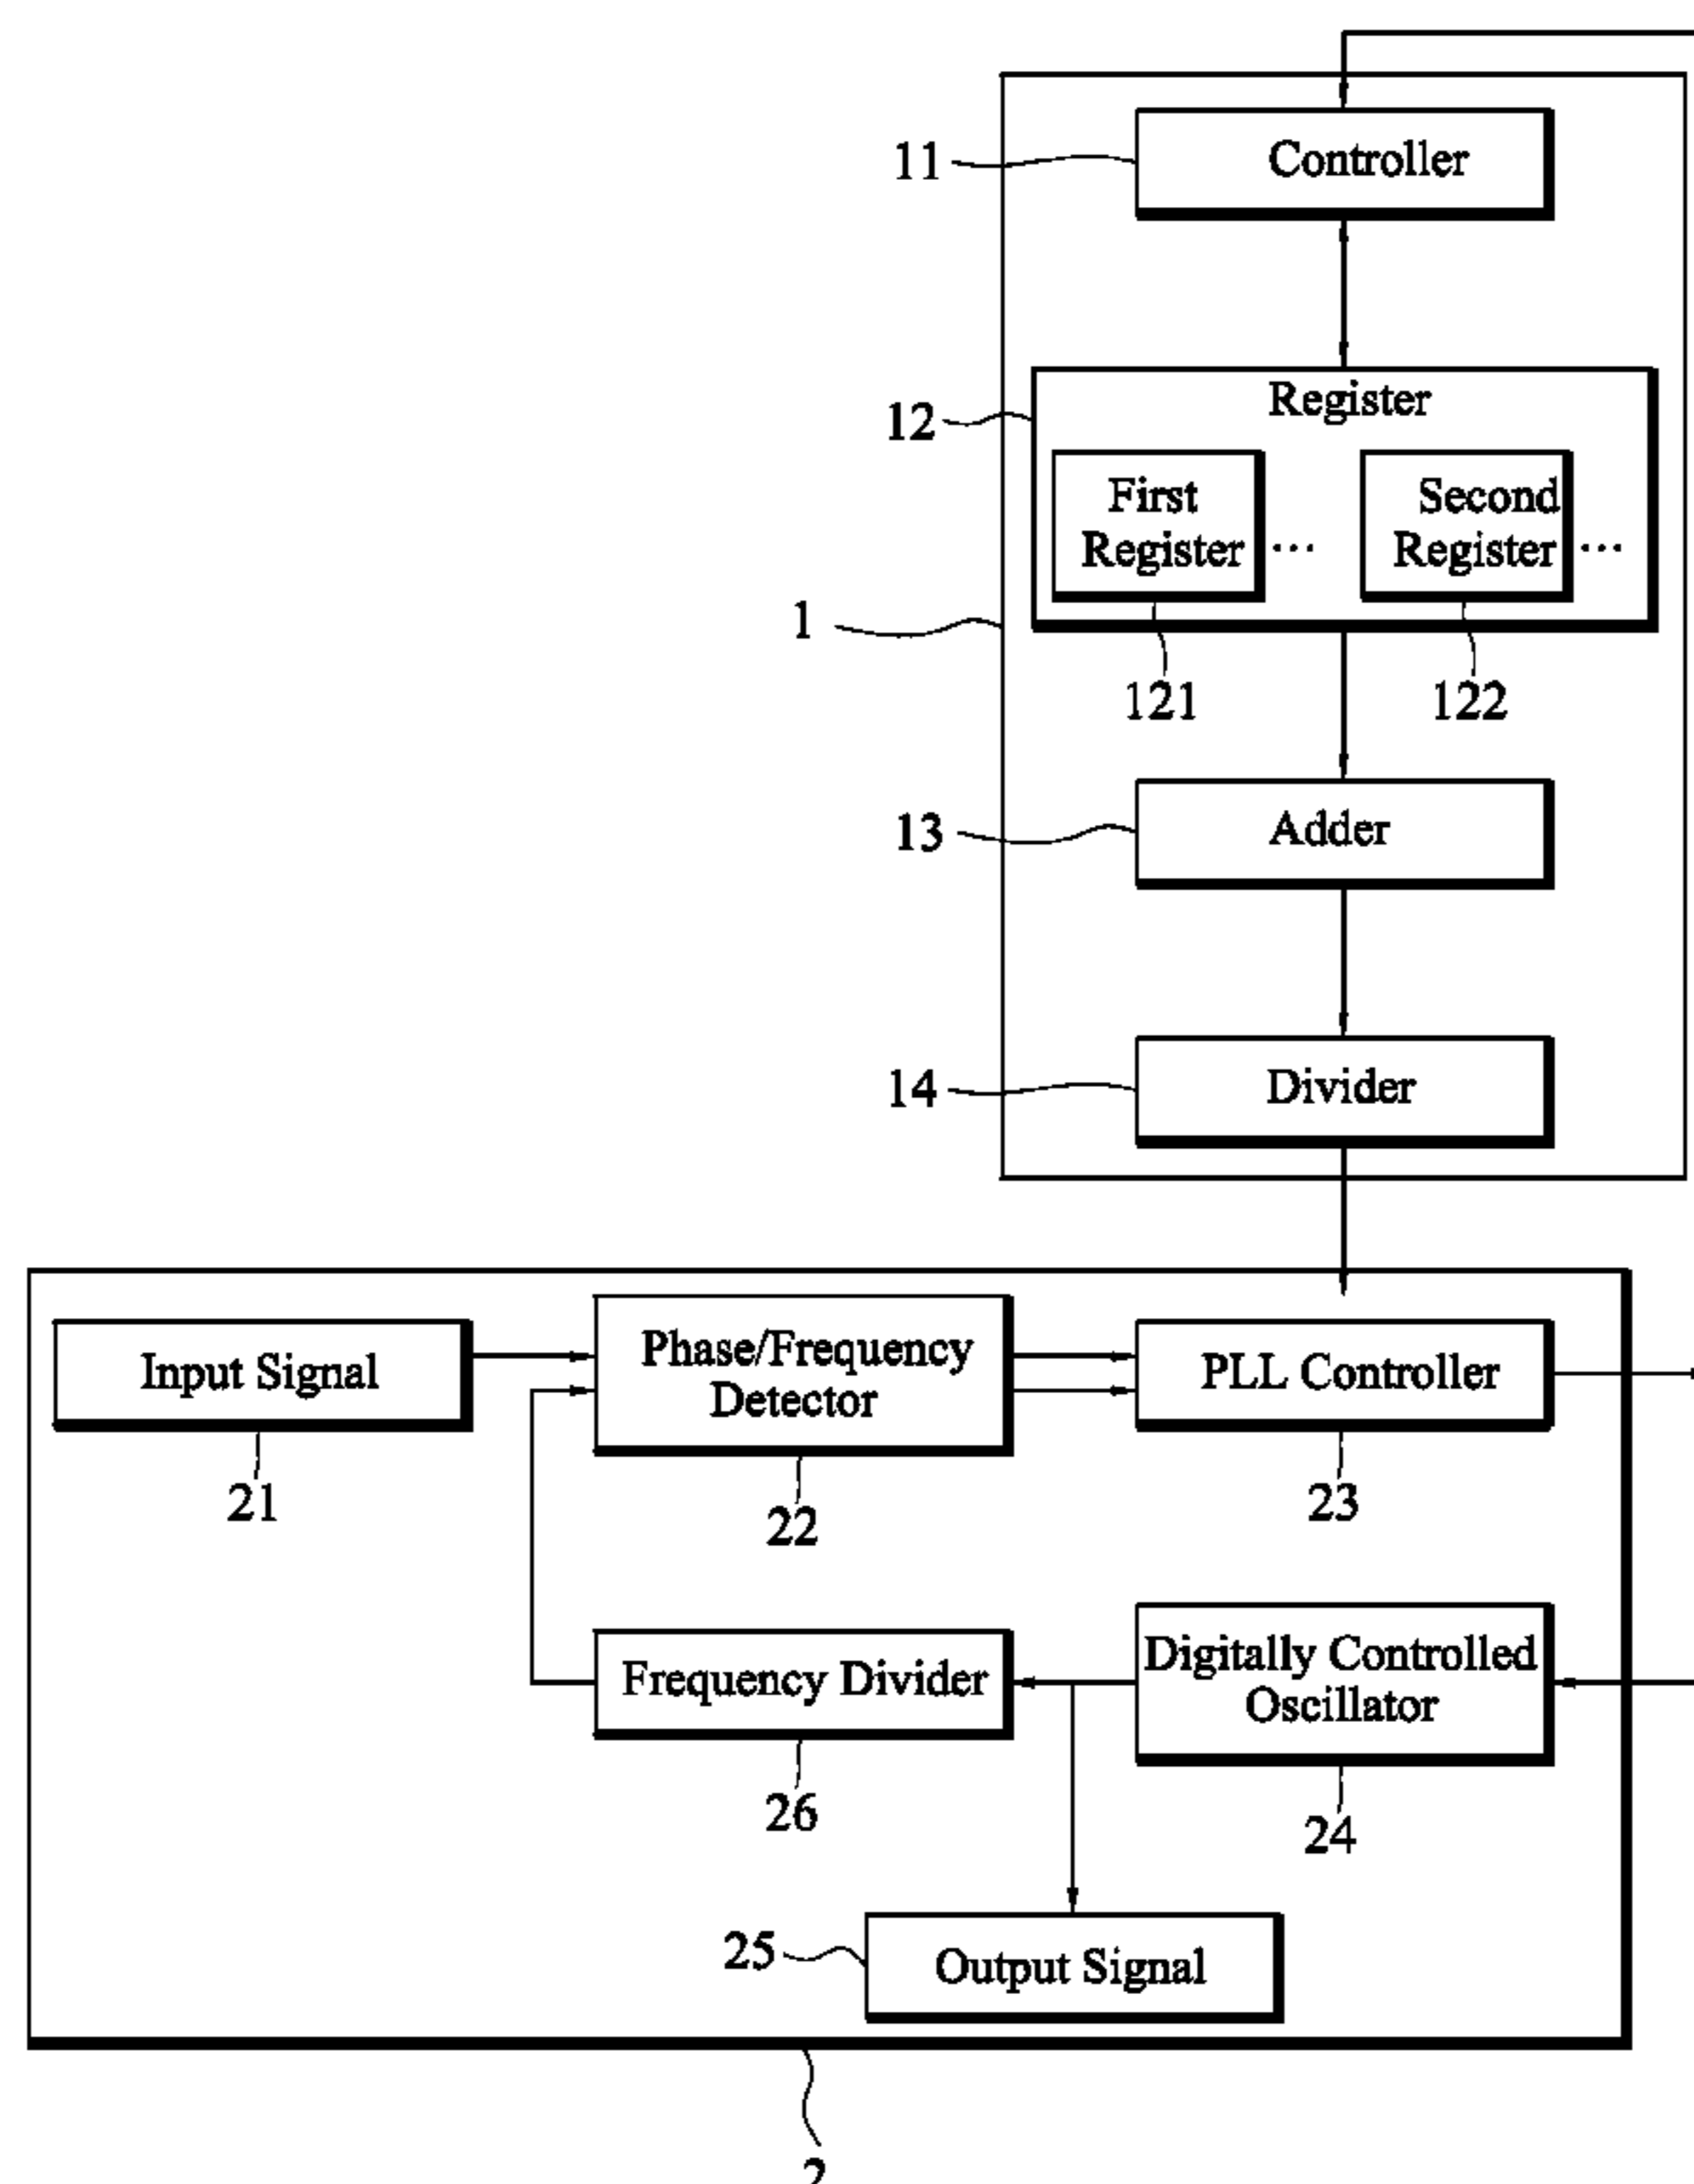 11
Controller
Register
12
First
Register
...
Second
Register
...
1
121
122
13
Adder
14
Divider
Input Signal
Phase/Frequency
Detector
PLL Controller
21
22
23
Frequency Divider
Digitally Controlled
Oscillator
26
24
25
Output Signal
2